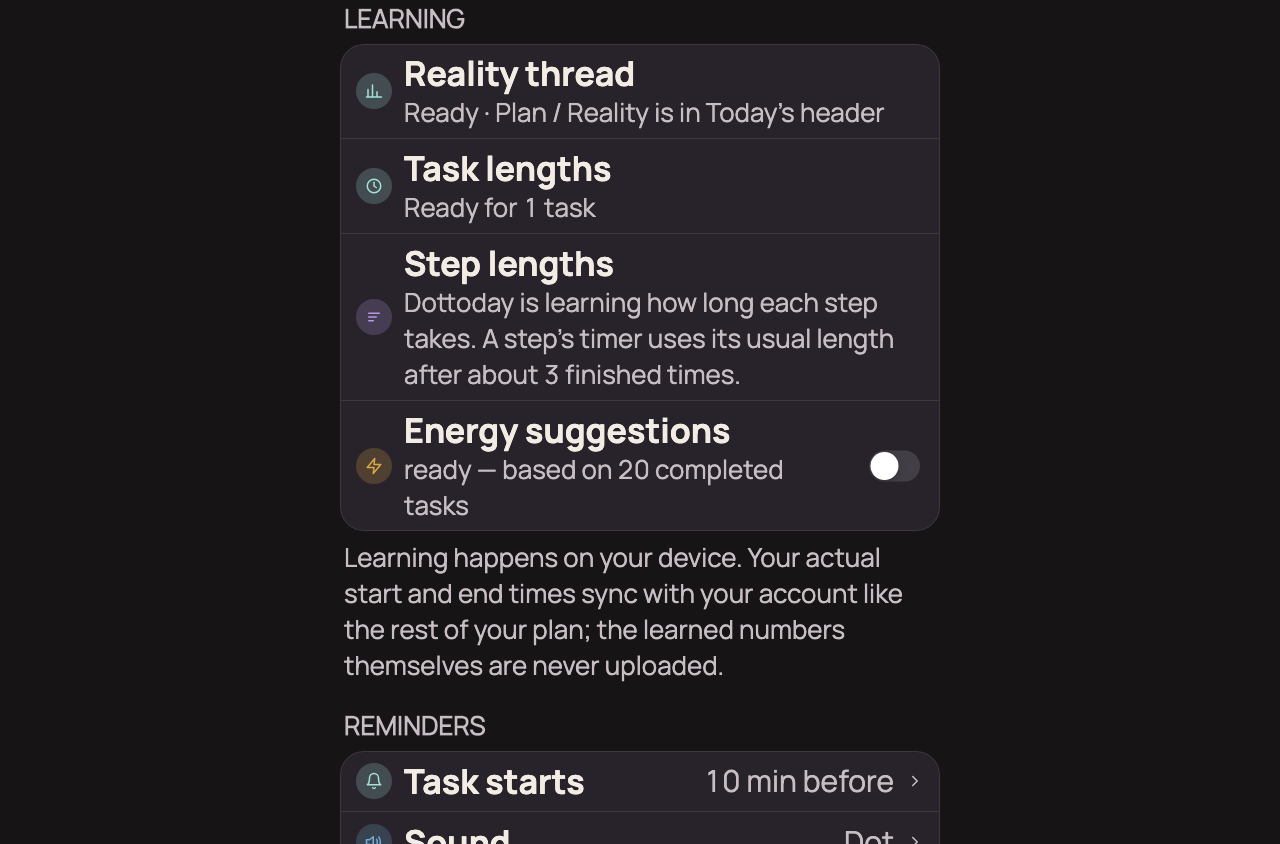 LEARNING
Reality thread
Ready · Plan / Reality is in Today’s header
Task lengths
Ready for 1 task
Step lengths
Dottoday is learning how long each step
takes. A step’s timer uses its usual length
after about 3 finished times.
Energy suggestions
ready — based on 20 completed
tasks
Learning happens on your device. Your actual
start and end times sync with your account like
the rest of your plan; the learned numbers
themselves are never uploaded.
REMINDERS
Task starts 10 min before
Sound Dot